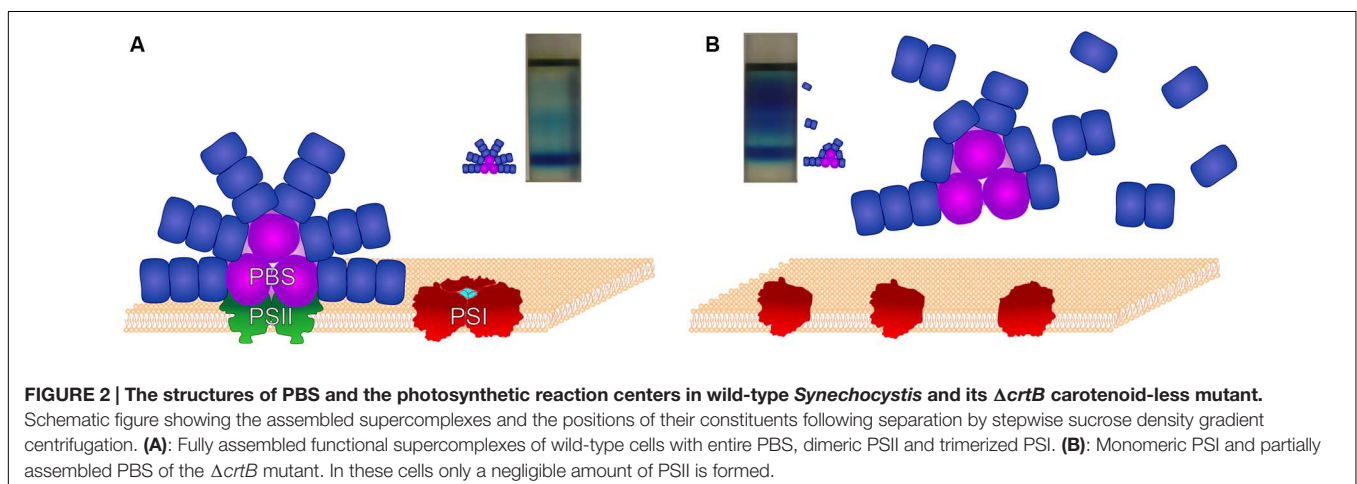 A
B
PBS
PSII
PSI
FIGURE 2 | The structures of PBS and the photosynthetic reaction centers in wild-type Synechocystis and its ΔcrtB carotenoid-less mutant.
Schematic figure showing the assembled supercomplexes and the positions of their constituents following separation by stepwise sucrose density gradient
centrifugation. (A): Fully assembled functional supercomplexes of wild-type cells with entire PBS, dimeric PSII and trimerized PSI. (B): Monomeric PSI and partially
assembled PBS of the ΔcrtB mutant. In these cells only a negligible amount of PSII is formed.